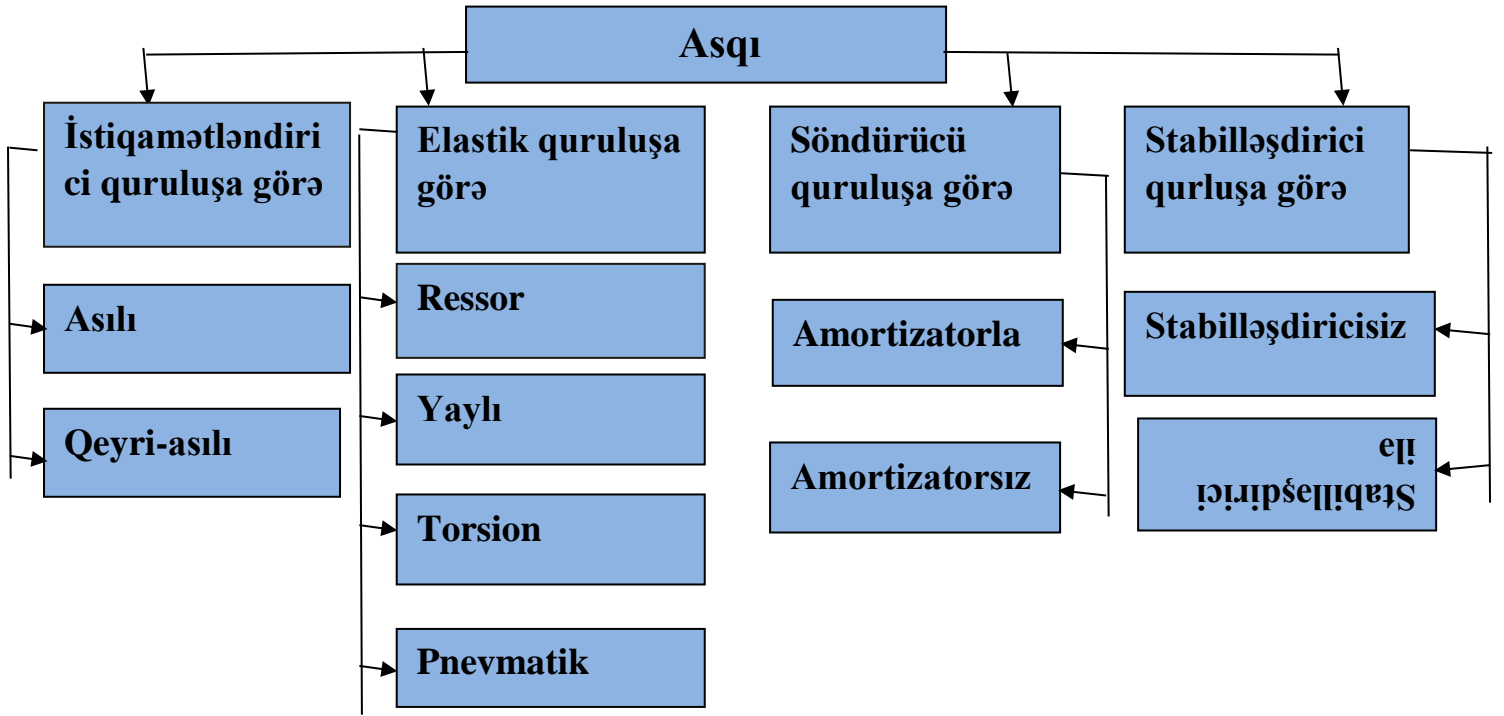 Asqı
İstiqamətləndiri
ci quruluşa görə
Asılı
Qeyri-asılı
Elastik quruluşa
görə
Ressor
Yaylı
Torsion
Pnevmatik
Söndürücü
quruluşa görə
Amortizatorla
Amortizatorsız
Stabilləşdirici
qurluşa görə
Stabilləşdiricisiz
Stabilləşdirici
ilə